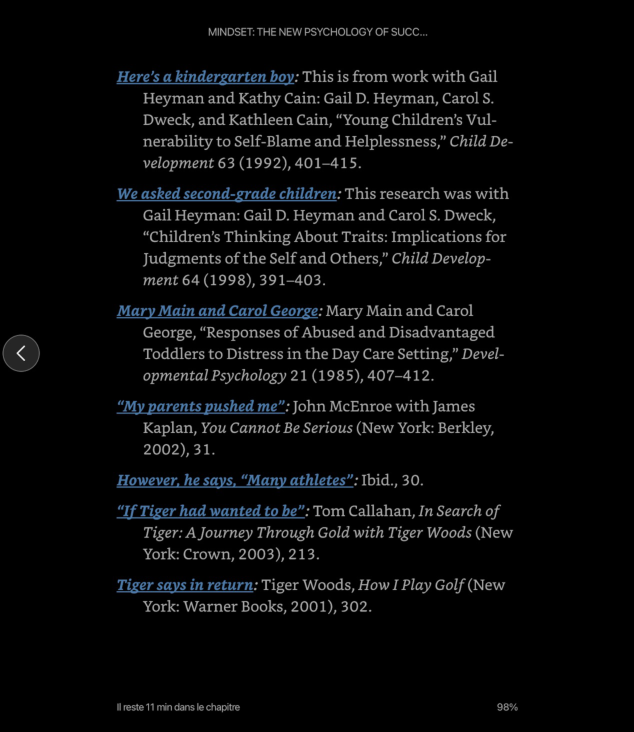 MINDSET: THE NEW PSYCHOLOGY OF SUCC...
Here's a kindergarten boy: This is from work with Gail
Heyman and Kathy Cain: Gail D. Heyman, Carol S.
Dweck, and Kathleen Cain, “Young Children’s Vul-
nerability to Self-Blame and Helplessness,” Child De-
velopment 63 (1992), 401–415.
We asked second-grade children: This research was with
Gail Heyman: Gail D. Heyman and Carol S. Dweck,
“Children’s Thinking About Traits: Implications for
Judgments of the Self and Others,” Child Develop-
ment 64 (1998), 391–403.
Mary Main and Carol George: Mary Main and Carol
George, “Responses of Abused and Disadvantaged
Toddlers to Distress in the Day Care Setting,” Devel-
opmental Psychology 21 (1985), 407–412.
“My parents pushed me”: John McEnroe with James
Kaplan, You Cannot Be Serious (New York: Berkley,
2002), 31.
However, he says, “Many athletes”: Ibid., 30.
“If Tiger had wanted to be”: Tom Callahan, In Search of
Tiger: A Journey Through Gold with Tiger Woods (New
York: Crown, 2003), 213.
Tiger says in return: Tiger Woods, How I Play Golf (New
York: Warner Books, 2001), 302.
Il reste 11 min dans le chapitre
98%